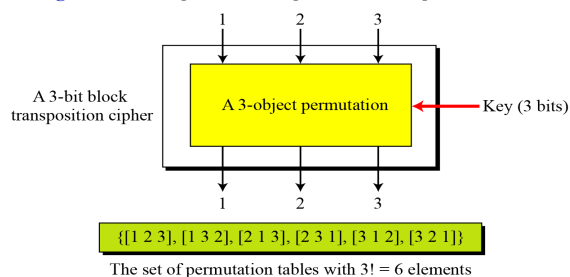 1 2 3
A 3-bit block
transposition cipher
A 3-object permutation
Key (3 bits)
1 2 3
{[1 2 3], [1 3 2], [2 1 3], [2 3 1], [3 1 2], [3 2 1]}
The set of permutation tables with 3! = 6 elements